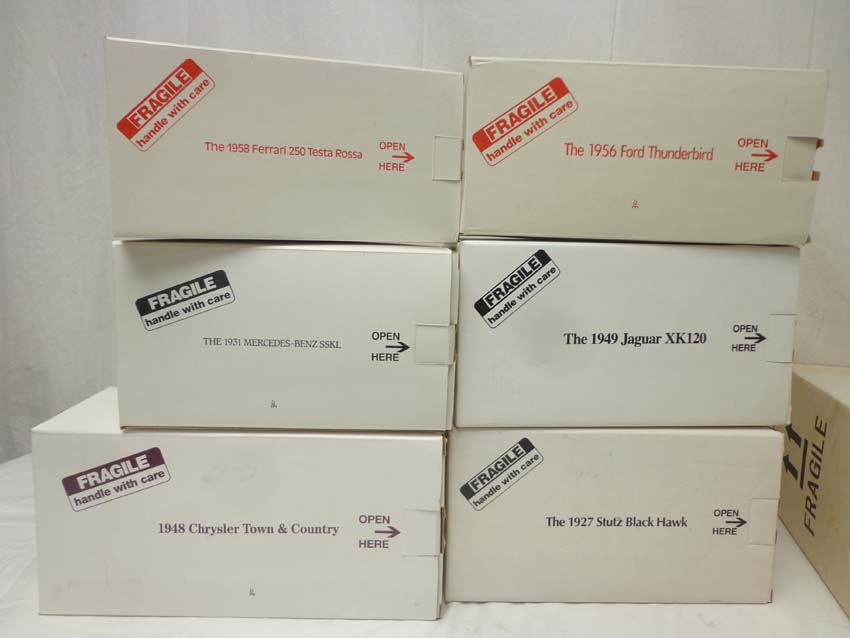 FRAGILE
handle with care
The 1958 Ferrari 250 Testa Rossa
OPEN
HERE
FRAGILE
handle with care
The 1956 Ford Thunderbird
OPEN
HERE
FRAGILE
handle with care
THE 1931 MERCEDES-BENZ SSKL
OPEN
HERE
FRAGILE
handle with care
The 1949 Jaguar XK120
OPEN
HERE
FRAGILE
handle with care
1948 Chrysler Town & Country
OPEN
HERE
FRAGILE
handle with care
The 1927 Stutz Black Hawk
OPEN
HERE
FRAGILE